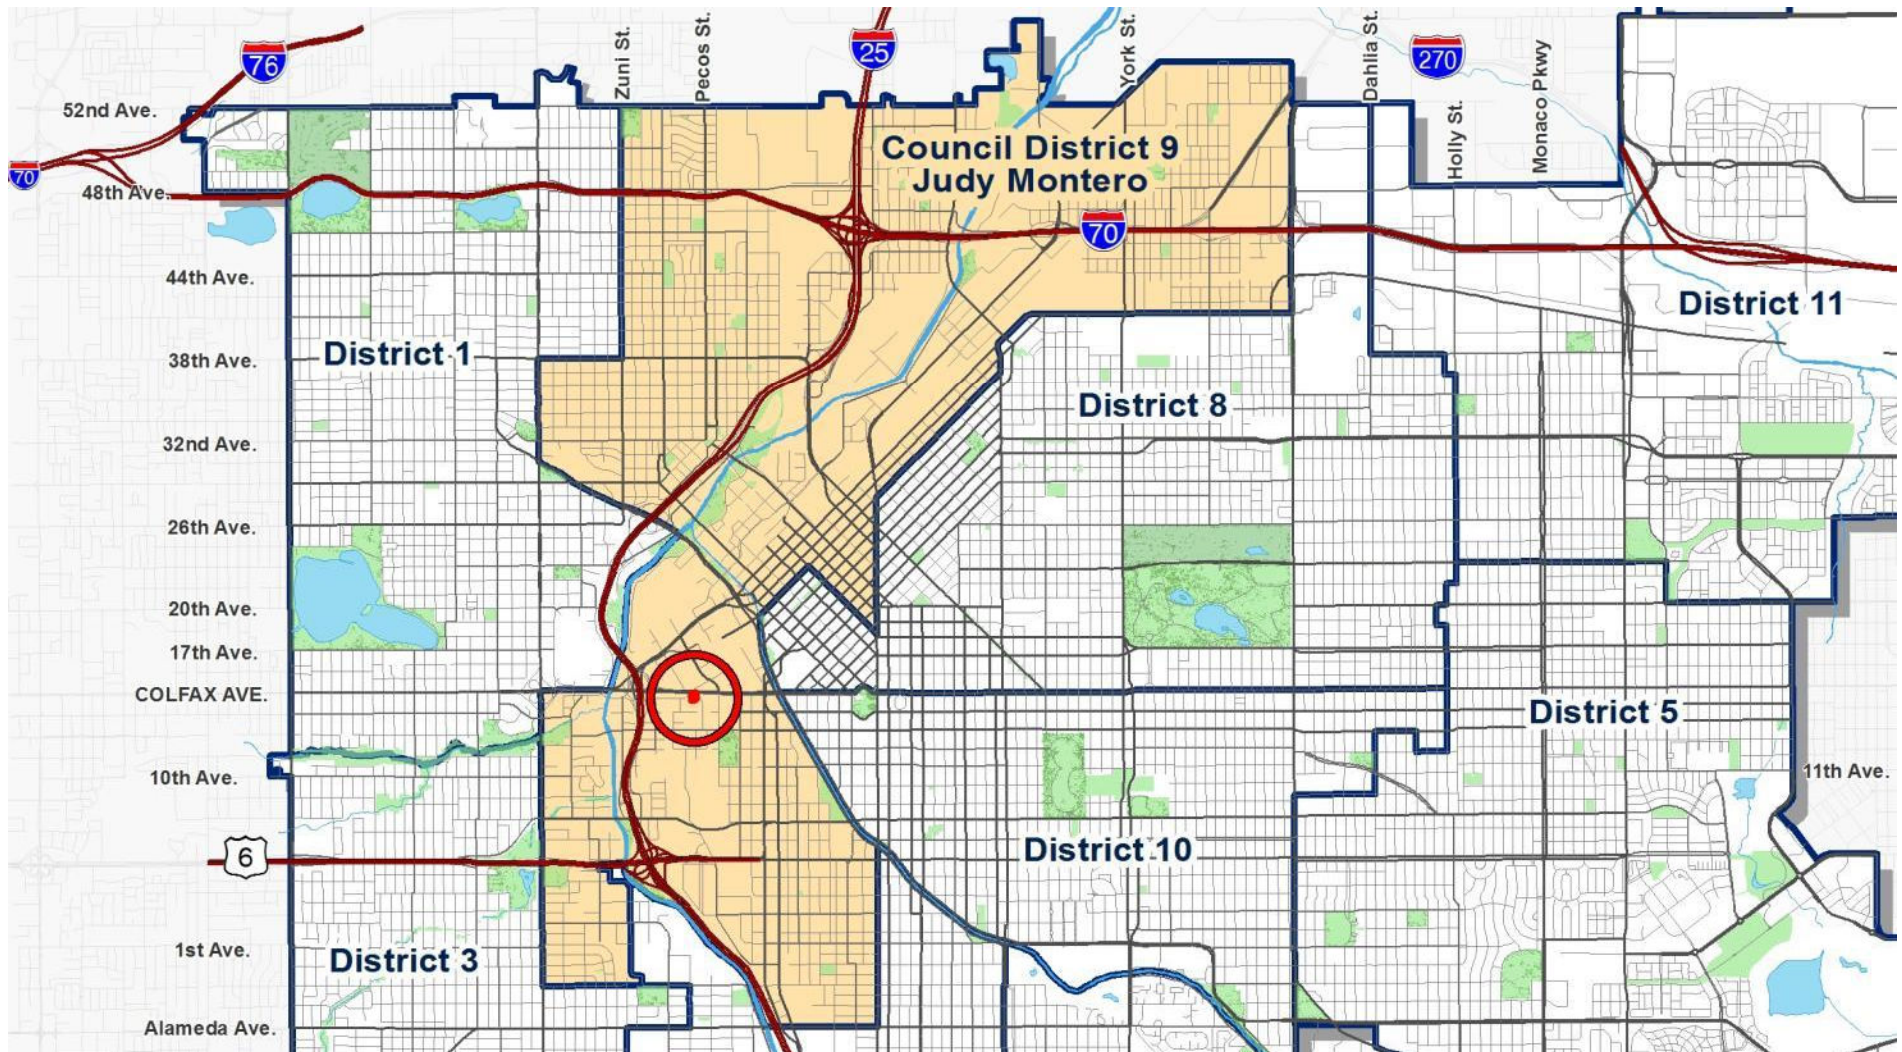 76
25
270
Zuni St.
Pecos St.
York St.
Dahlia St.
Holly St.
Monaco Pkwy
52nd Ave.
Council District 9
Judy Montero
70
48th Ave.
70
44th Ave.
District 11
District 1
38th Ave.
District 8
32nd Ave.
26th Ave.
20th Ave.
17th Ave.
COLFAX AVE.
District 5
10th Ave.
11th Ave.
6
District 10
1st Ave.
District 3
Alameda Ave.